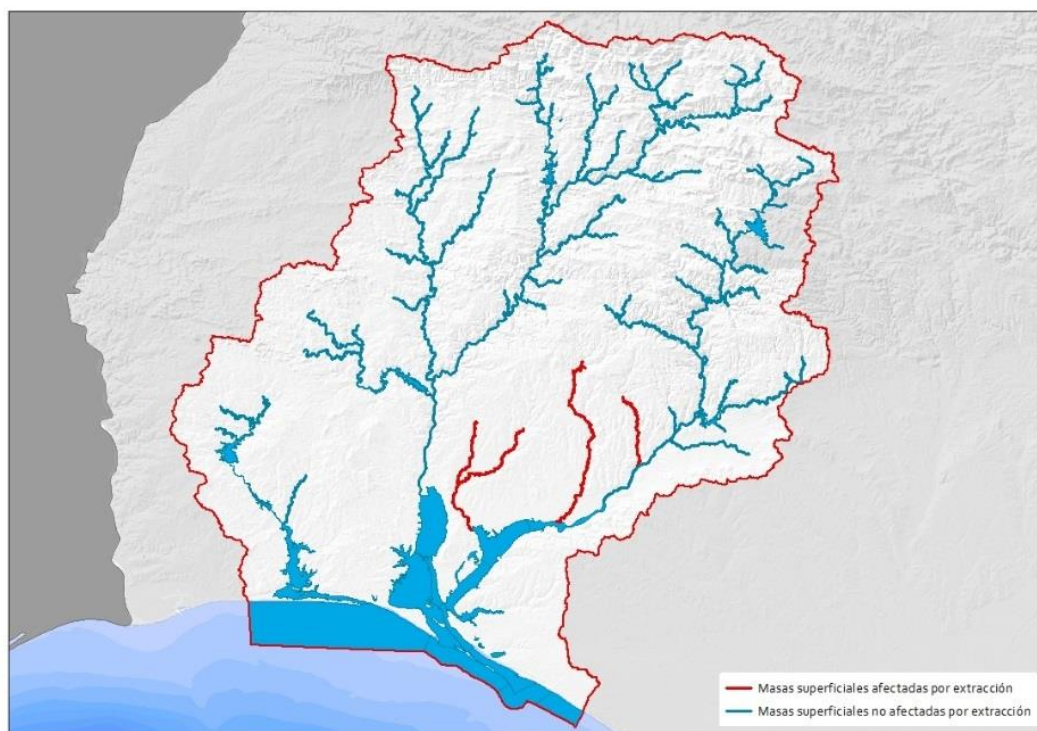 Masas superficiales afectadas por extracción
Masas superficiales no afectadas por extracción